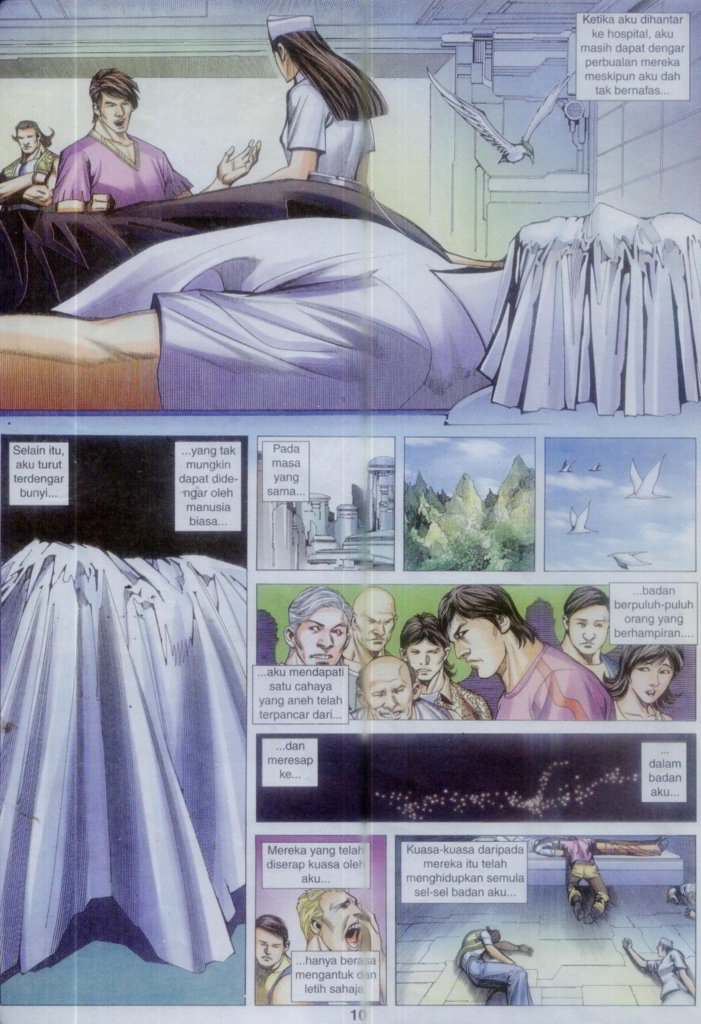 Ketika aku dihantar
ke hospital, aku
masih dapat dengar
perbualan mereka
meskipun aku dah
tak bernafas...
Selain itu,
aku turut
terdengar
bunyi...
...yang tak
mungkin
dapat dide-
ngar oleh
manusia
biasa...
Pada
masa
yang
sama...
...aku mendapati
satu cahaya
yang aneh telah
terpancar dari...
...badan
berpuluh-puluh
orang yang
berhampiran....
...dan
meresap
ke...
...
dalam
badan
aku...
Mereka yang telah
diserap kuasa oleh
aku...
...hanya berasa
mengantuk dan
letih sahaja
Kuasa-kuasa daripada
mereka itu telah
menghidupkan semula
sel-sel badan aku...
10